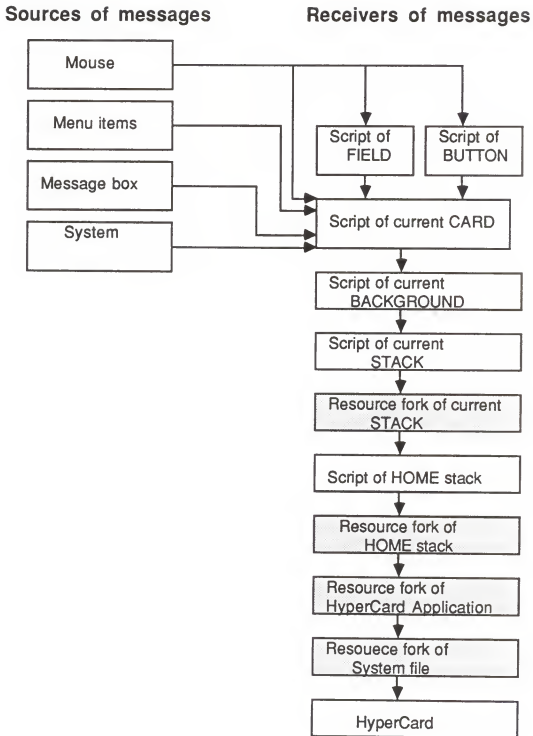 Sources of messages
Receivers of messages
Mouse
Menu items
Message box
System
Script of
FIELD
Script of
BUTTON
Script of current CARD
Script of current
BACKGROUND
Script of current
STACK
Resource fork of current
STACK
Script of HOME stack
Resource fork of
HOME stack
Resource fork of
HyperCard Application
Resouece fork of
System file
HyperCard